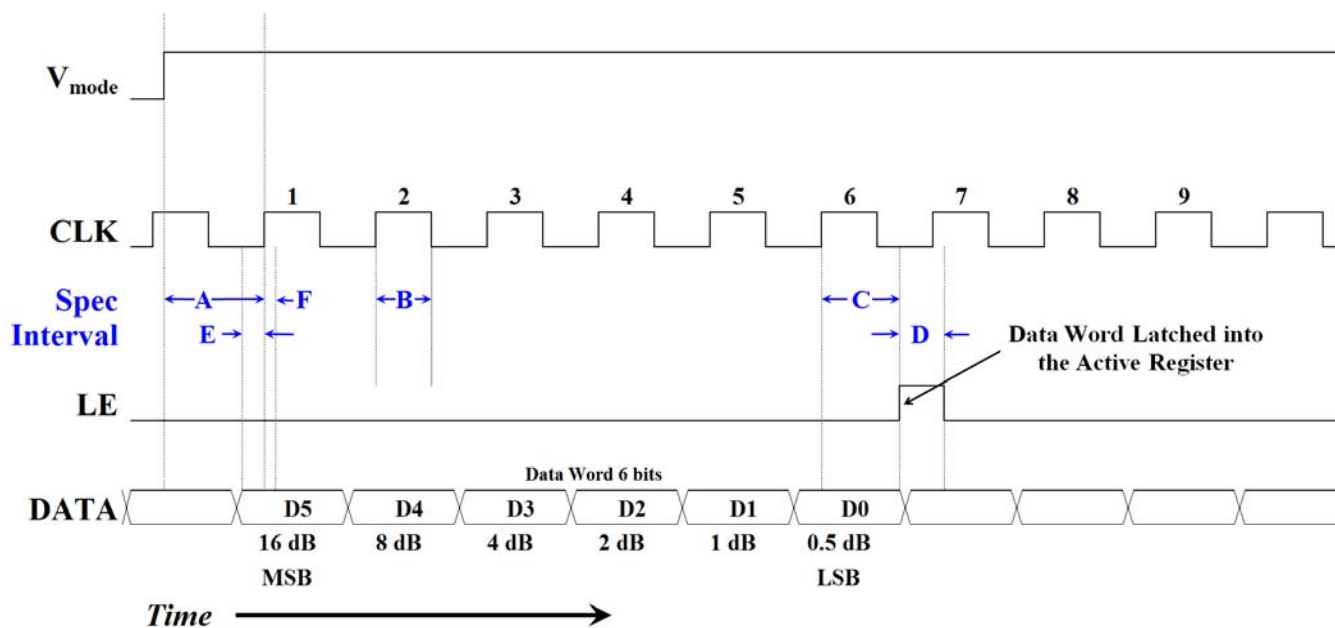 Vmode
1 2 3 4 5 6 7 8 9
CLK
Spec A F B C
Interval E D
Data Word Latched into
the Active Register
LE
Data Word 6 bits
DATA D5 D4 D3 D2 D1 D0
16 dB 8 dB 4 dB 2 dB 1 dB 0.5 dB
MSB LSB
Time